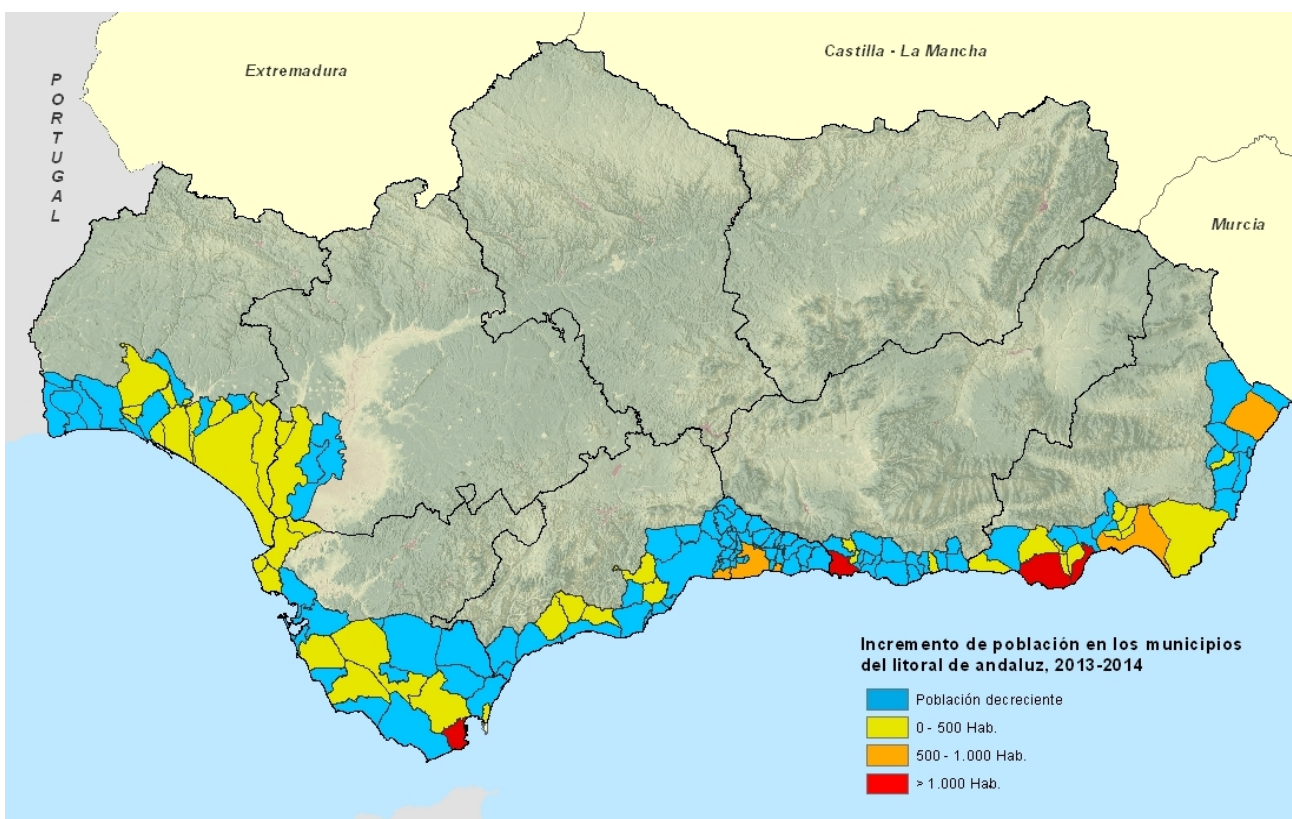 PORTUGAL
Extremadura
Castilla - La Mancha
Murcia
Incremento de población en los municipios
del litoral de andaluz, 2013-2014
Población decreciente
0 - 500 Hab.
500 - 1.000 Hab.
> 1.000 Hab.